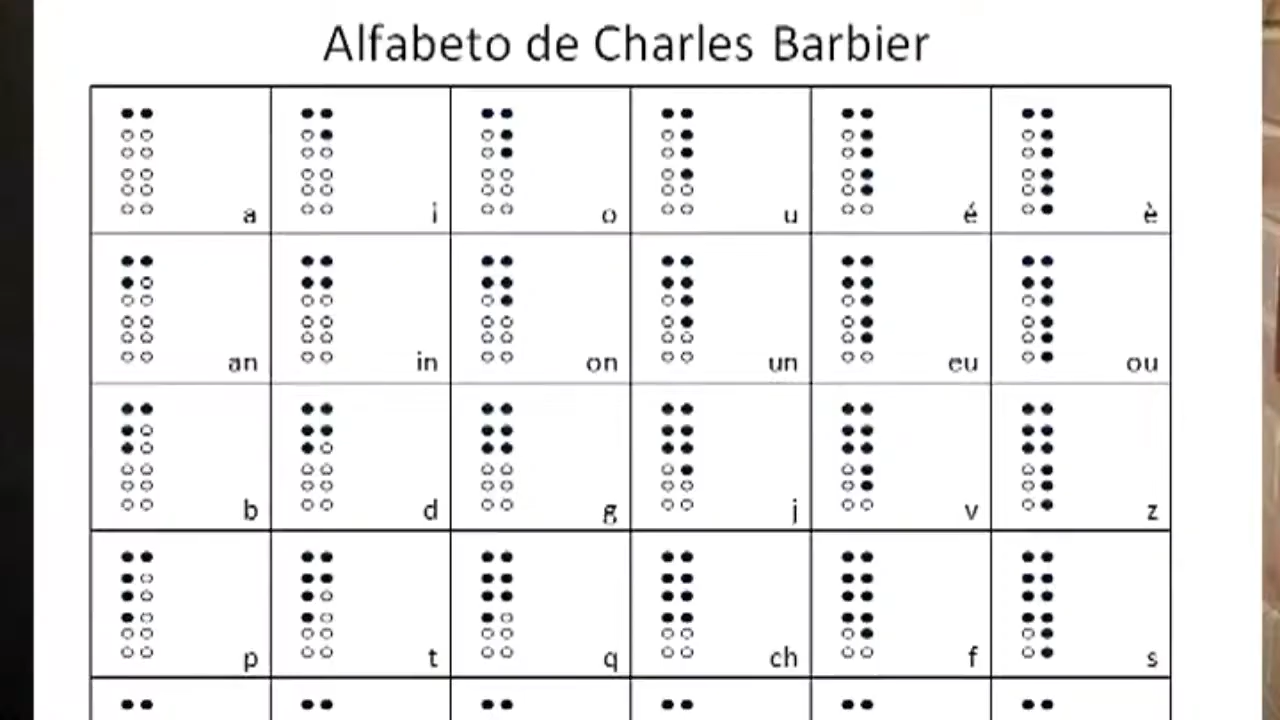 Alfabeto de Charles Barbier
a i o u é è
an in on un eu ou
b d g j v z
p t q ch f s